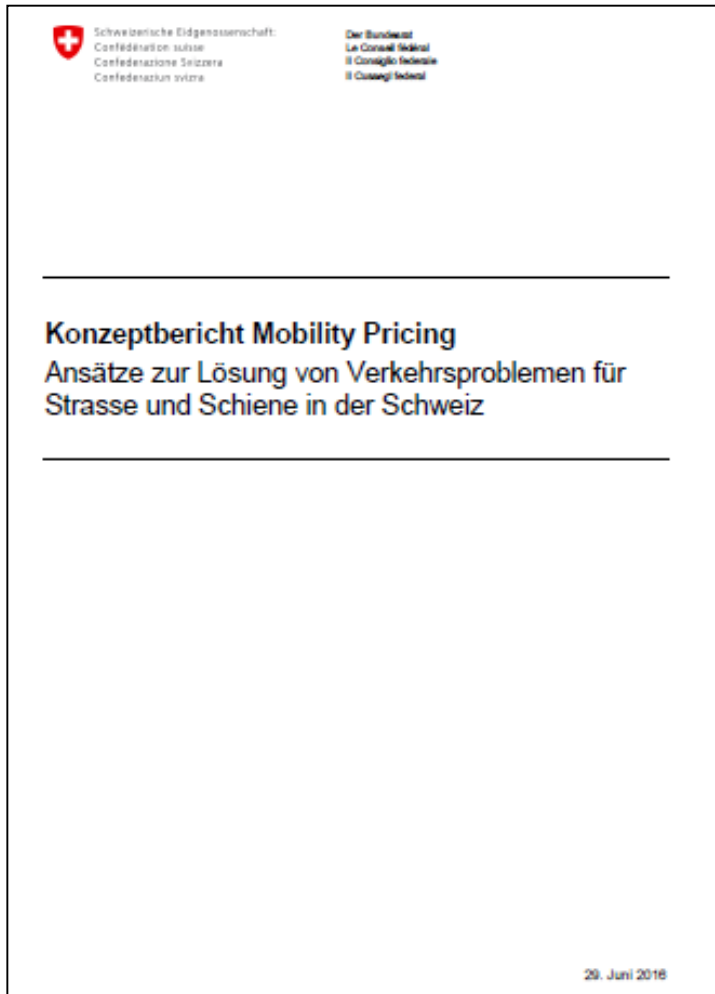 Schweizerische Eidgenossenschaft
Confédération suisse
Confederazione Svizzera
Confederaziun svizra
Der Bundesrat
Le Conseil fédéral
Il Consiglio federale
Il Cussegl federal
Konzeptbericht Mobility Pricing
Ansätze zur Lösung von Verkehrsproblemen für
Strasse und Schiene in der Schweiz
29. Juni 2016